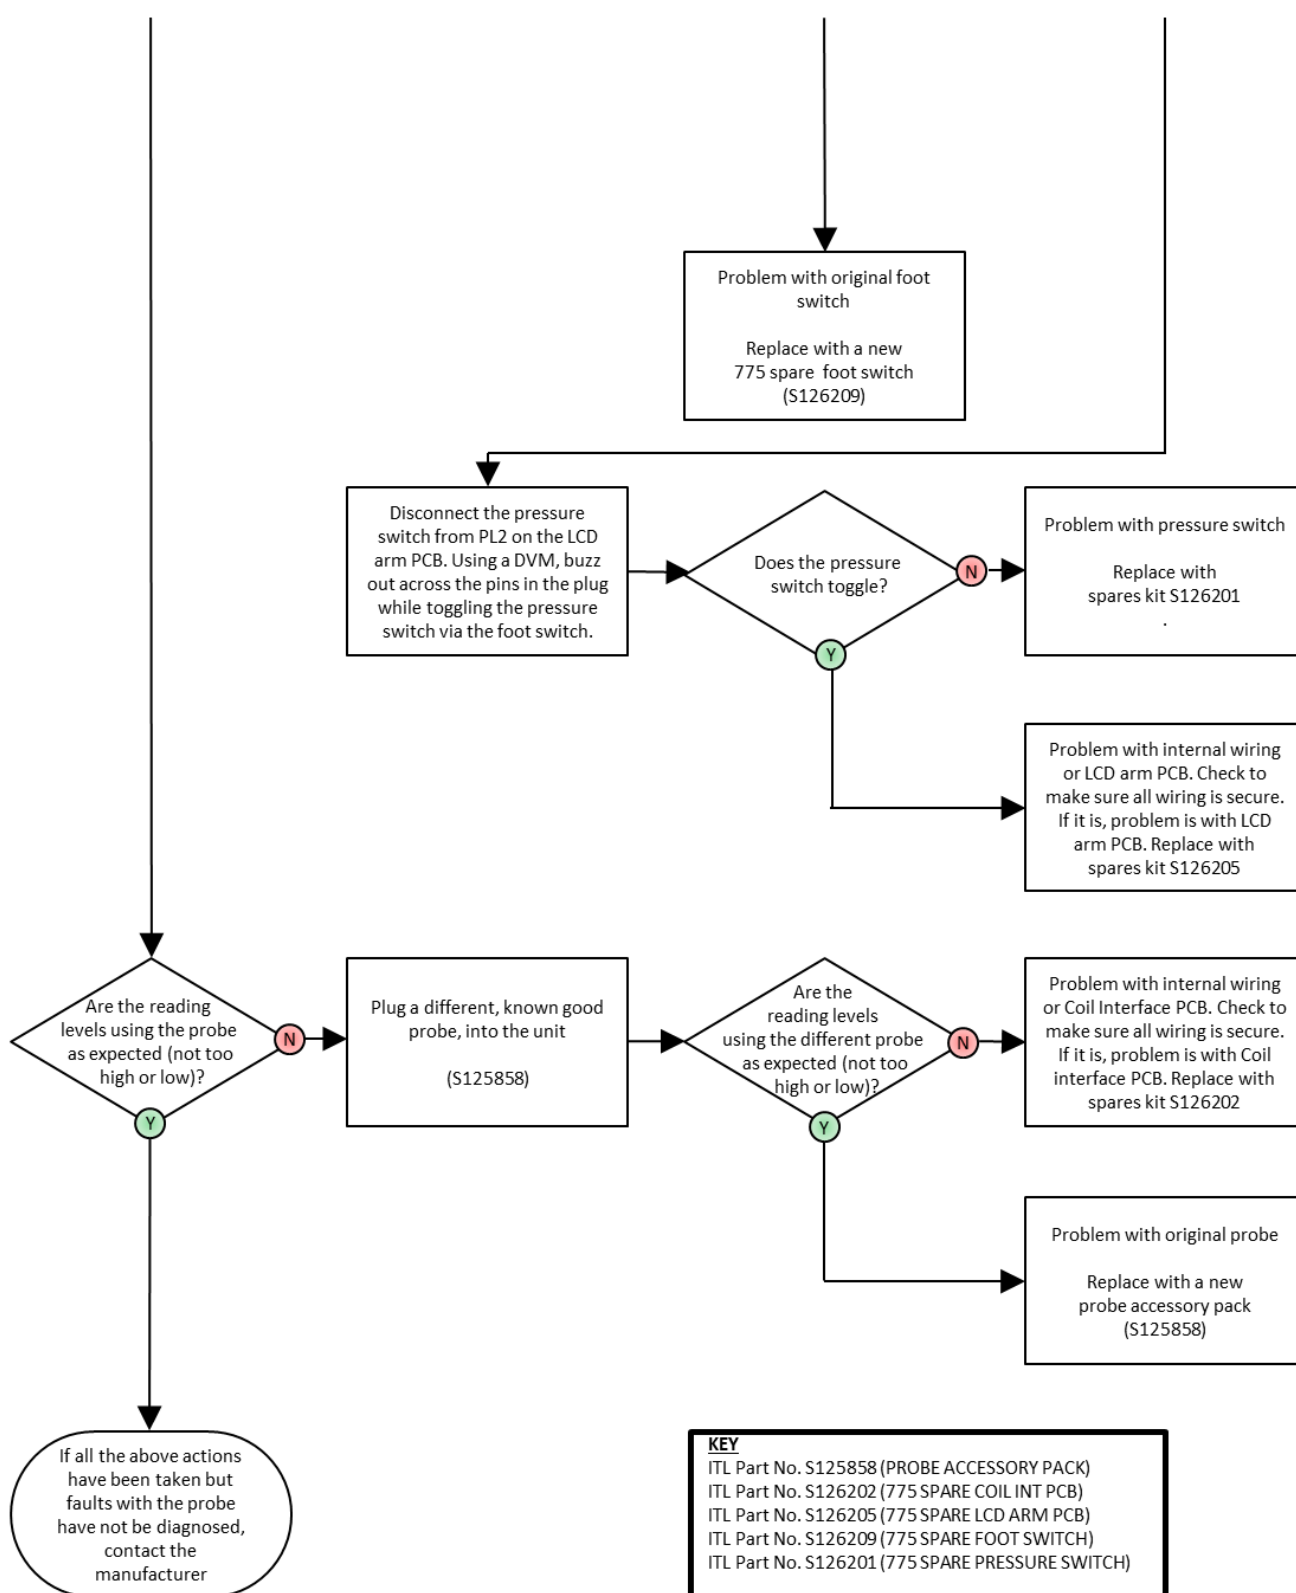 Problem with original foot
switch
Replace with a new
775 spare foot switch
(S126209)
Disconnect the pressure
switch from PL2 on the LCD
arm PCB. Using a DVM, buzz
out across the pins in the plug
while toggling the pressure
switch via the foot switch.
Does the pressure
switch toggle?
N
Y
Problem with pressure switch
Replace with
spares kit S126201
.
Problem with internal wiring
or LCD arm PCB. Check to
make sure all wiring is secure.
If it is, problem is with LCD
arm PCB. Replace with
spares kit S126205
Are the reading
levels using the probe
as expected (not too
high or low)?
N
Y
Plug a different, known good
probe, into the unit
(S125858)
Are the
reading levels
using the different probe
as expected (not too
high or low)?
N
Y
Problem with internal wiring
or Coil Interface PCB. Check to
make sure all wiring is secure.
If it is, problem is with Coil
interface PCB. Replace with
spares kit S126202
Problem with original probe
Replace with a new
probe accessory pack
(S125858)
If all the above actions
have been taken but
faults with the probe
have not be diagnosed,
contact the
manufacturer
KEY
ITL Part No. S125858 (PROBE ACCESSORY PACK)
ITL Part No. S126202 (775 SPARE COIL INT PCB)
ITL Part No. S126205 (775 SPARE LCD ARM PCB)
ITL Part No. S126209 (775 SPARE FOOT SWITCH)
ITL Part No. S126201 (775 SPARE PRESSURE SWITCH)